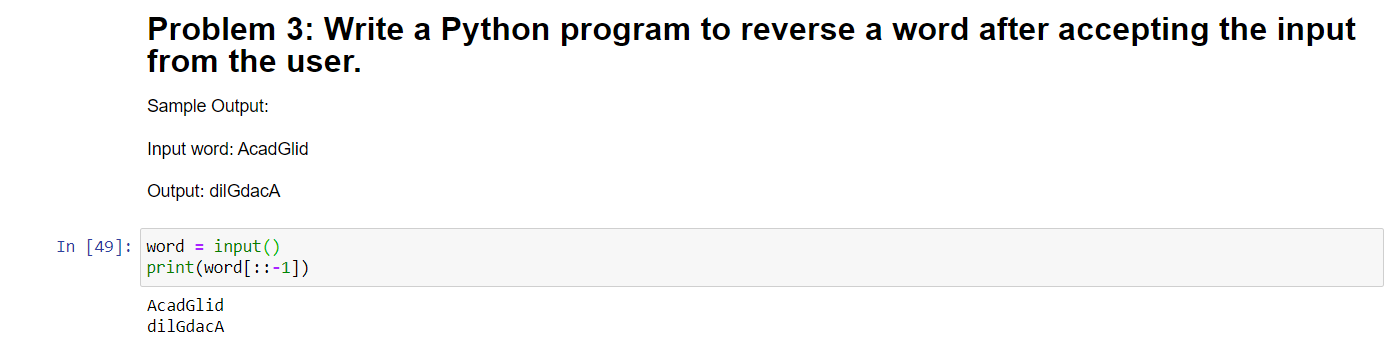 Problem 3: Write a Python program to reverse a word after accepting the input
from the user.
Sample Output:
Input word: AcadGlid
Output: dilGdacA
In [49]: word = input()
print(word[::-1])
AcadGlid
dilGdacA